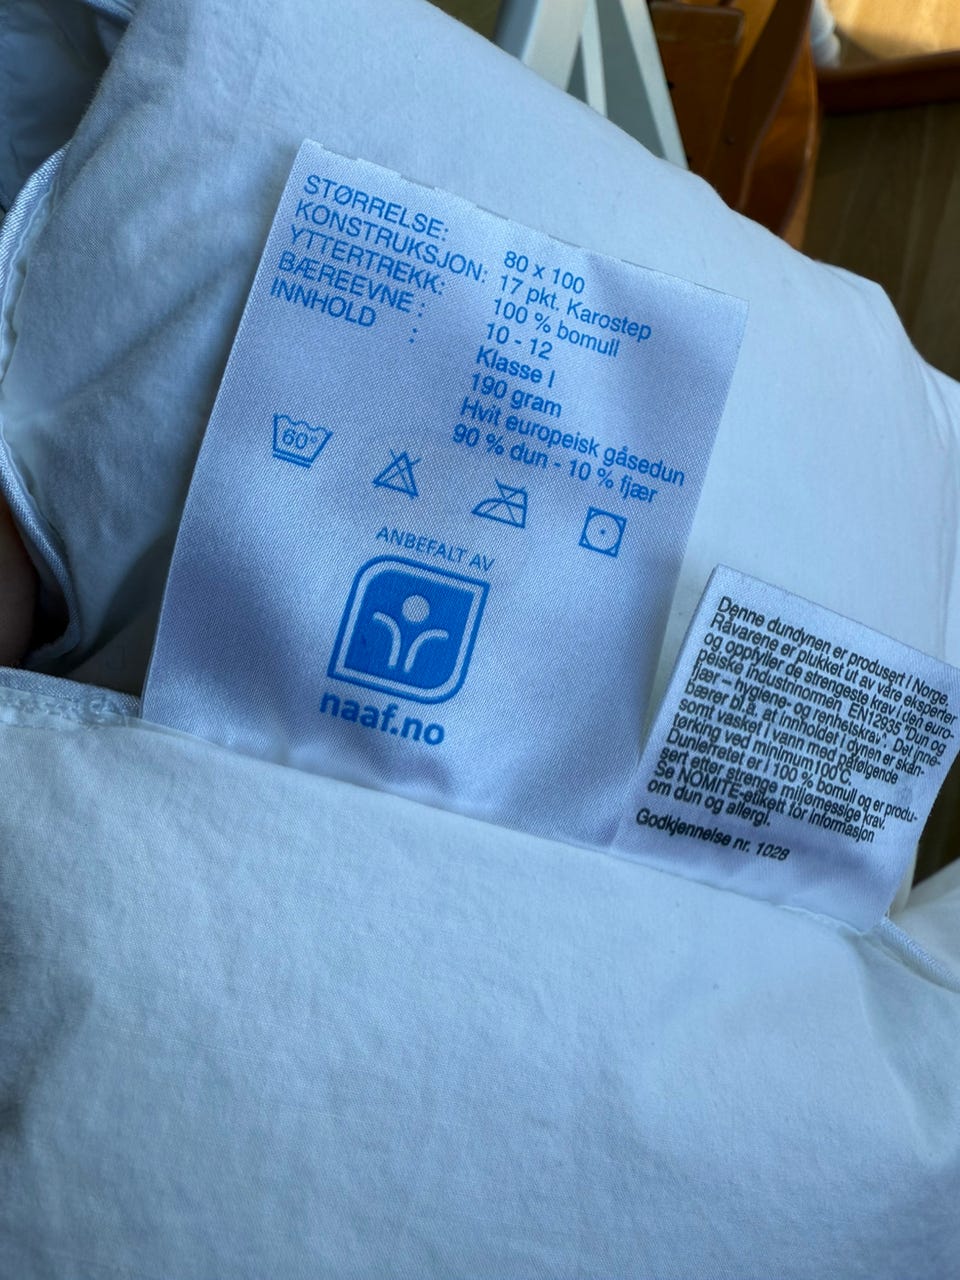 STØRRELSE: 80 x 100
KONSTRUKSJON: 17 pkt. Karostep
YTTERTREKK: 100 % bomull
BÆREEVNE : 10 - 12
INNHOLD : Klasse I
190 gram
Hvit europeisk gåsedun
90 % dun - 10 % fjær
60°
ANBEFALT AV
naaf.no
Denne dundynen er produsert i Norge.
Råvarene er plukket ut av våre eksperter
og oppfyller de strengeste krav i den euro-
peiske industrinormen, EN12935 "Dun og
fjær – hygiene- og renhetskrav". Det inne-
bærer bl.a. at innholdet i dynen er skån-
somt vasket i vann med påfølgende
tørking ved minimum 100°C.
Dunlerretet er i 100 % bomull og er produ-
sert etter strenge miljømessige krav.
Se NOMITE-etikett for informasjon
om dun og allergi.
Godkjennelse nr. 1028